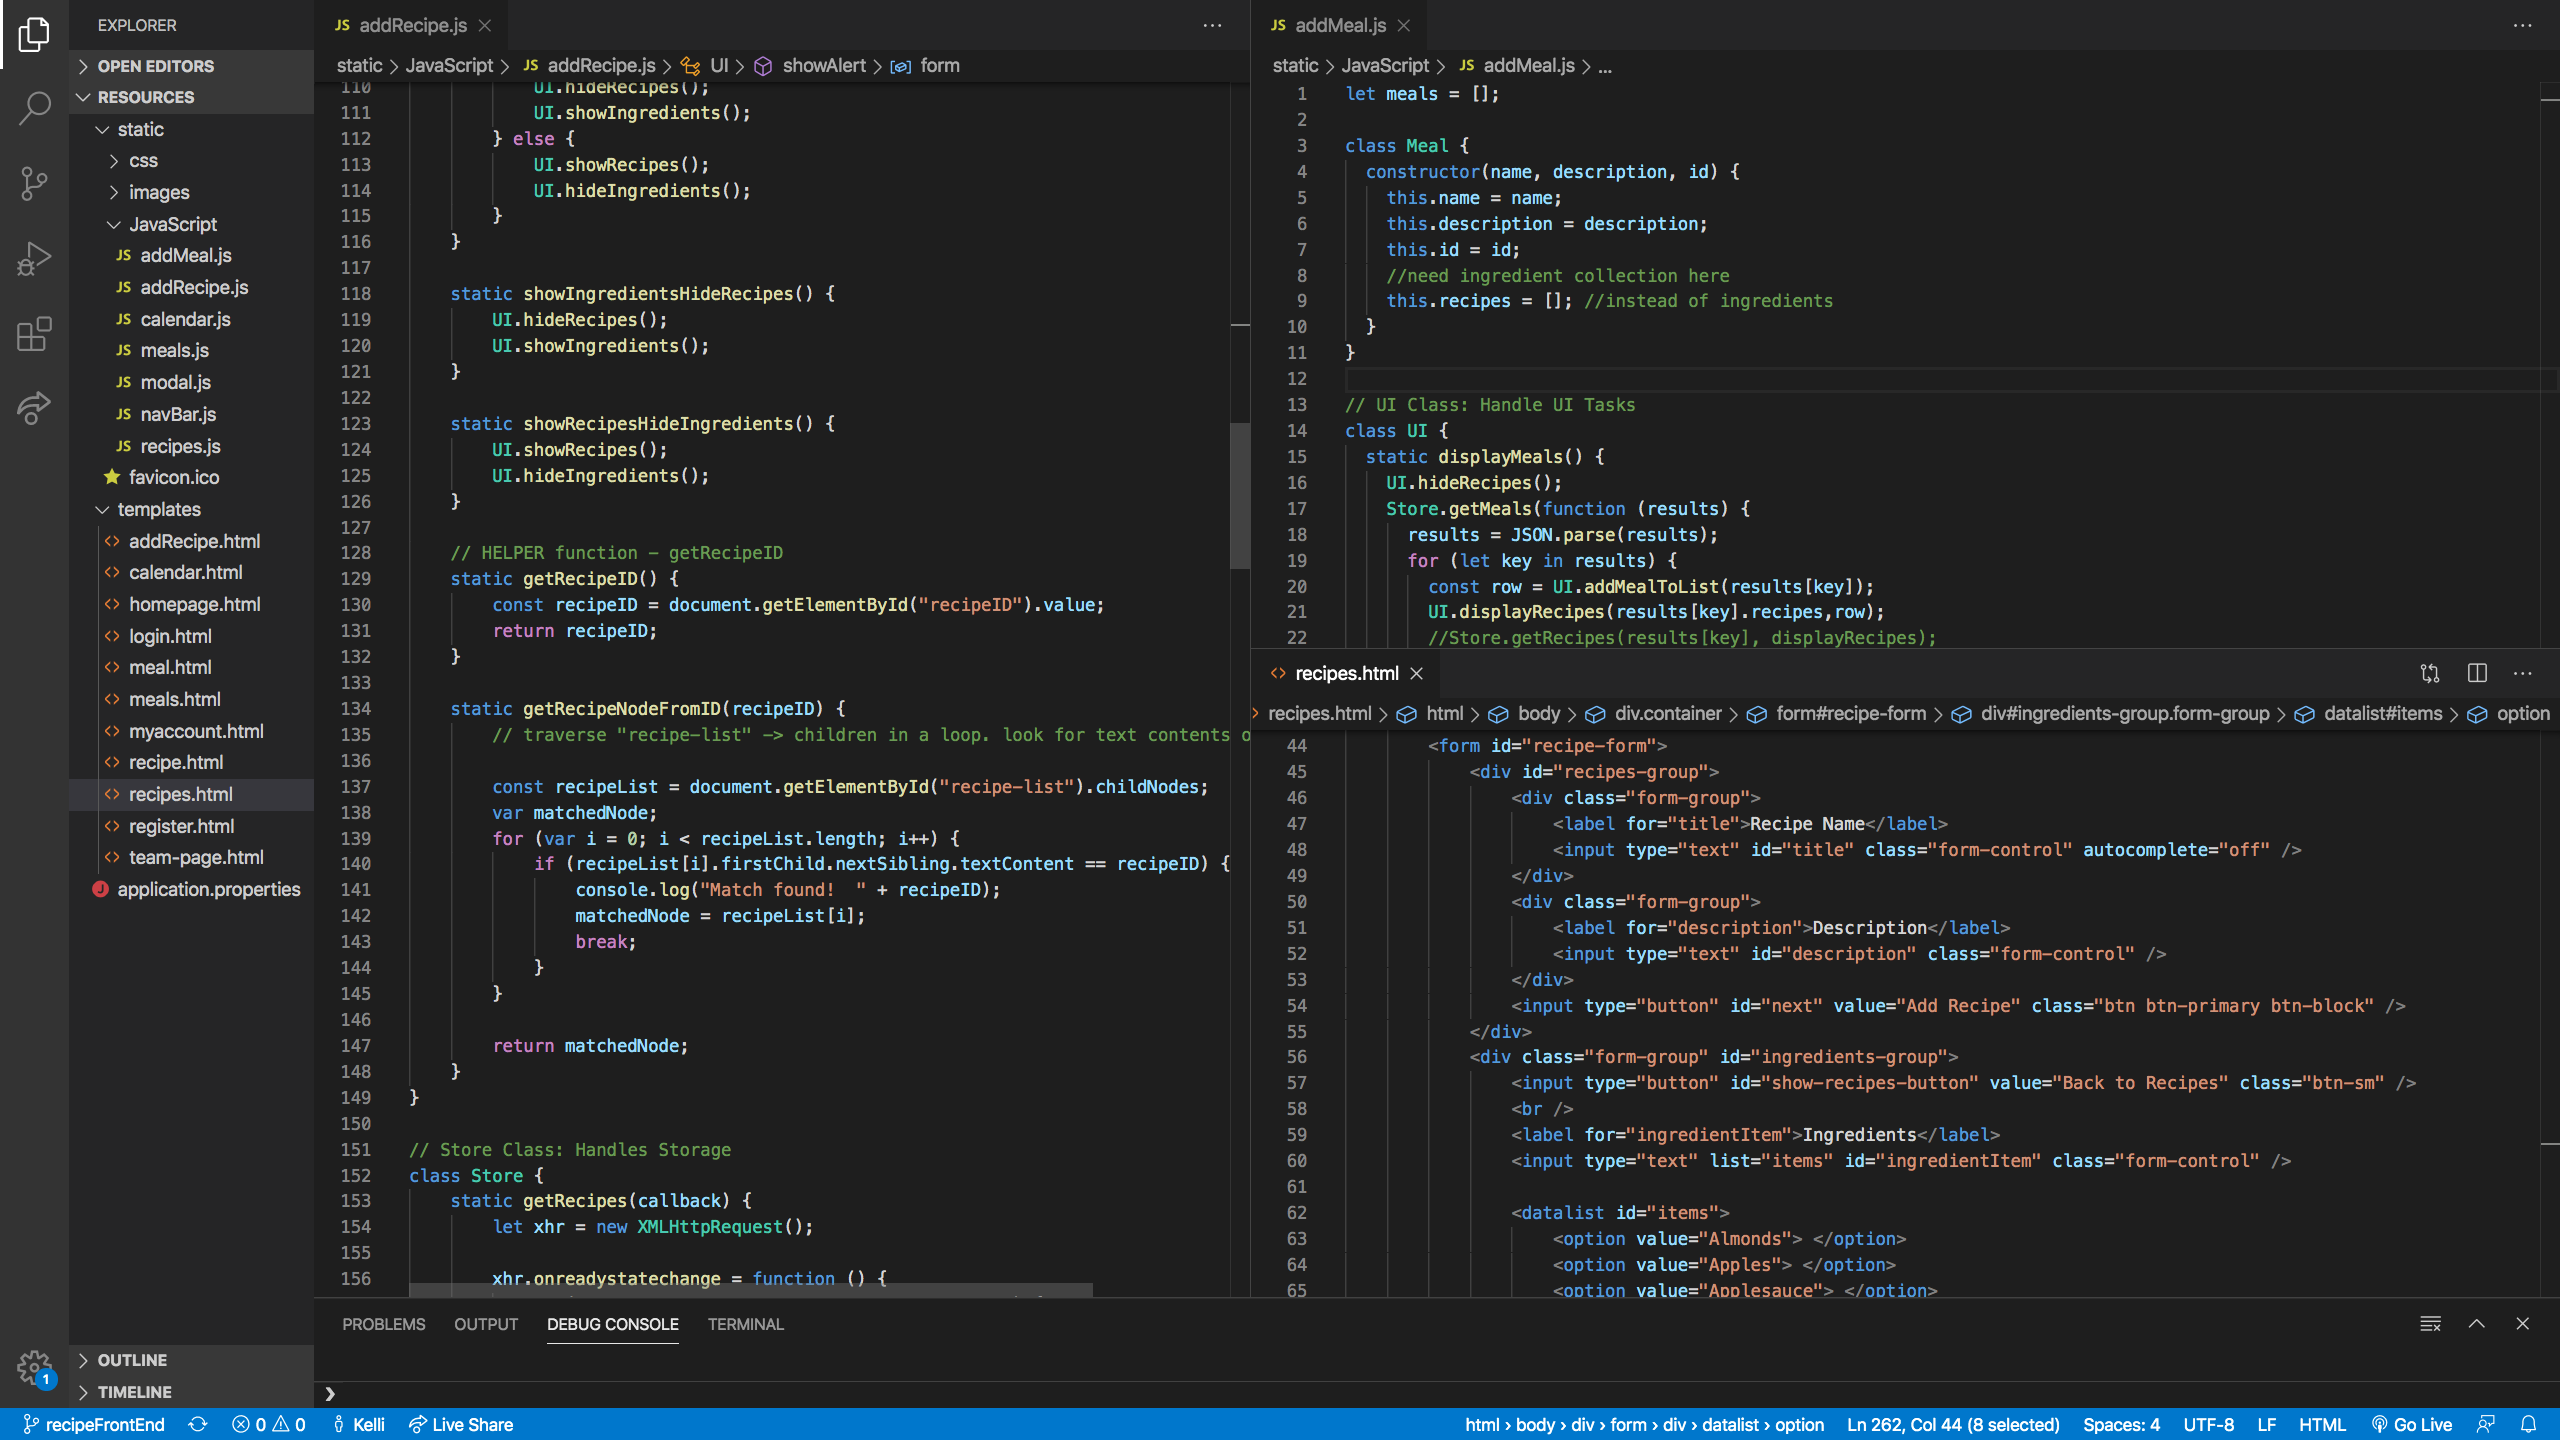 EXPLORER
OPEN EDITORS
RESOURCES
static
css
images
JavaScript
JS addMeal.js
JS addRecipe.js
JS calendar.js
JS meals.js
JS modal.js
JS navBar.js
JS recipes.js
favicon.ico
templates
<> addRecipe.html
<> calendar.html
<> homepage.html
<> login.html
<> meal.html
<> meals.html
<> myaccount.html
<> recipe.html
<> recipes.html
<> register.html
<> team-page.html
J application.properties
OUTLINE
TIMELINE
1
JS addRecipe.js
static > JavaScript > JS addRecipe.js > UI > showAlert > form
110 UI.hideRecipes();
111 UI.showIngredients();
112 } else {
113 UI.showRecipes();
114 UI.hideIngredients();
115 }
116 }
117
118 static showIngredientsHideRecipes() {
119 UI.hideRecipes();
120 UI.showIngredients();
121 }
122
123 static showRecipesHideIngredients() {
124 UI.showRecipes();
125 UI.hideIngredients();
126 }
127
128 // HELPER function - getRecipeID
129 static getRecipeID() {
130 const recipeID = document.getElementById("recipeID").value;
131 return recipeID;
132 }
133
134 static getRecipeNodeFromID(recipeID) {
135 // traverse "recipe-list" -> children in a loop. look for text contents o
136
137 const recipeList = document.getElementById("recipe-list").childNodes;
138 var matchedNode;
139 for (var i = 0; i < recipeList.length; i++) {
140 if (recipeList[i].firstChild.nextSibling.textContent == recipeID) {
141 console.log("Match found!  " + recipeID);
142 matchedNode = recipeList[i];
143 break;
144 }
145 }
146
147 return matchedNode;
148 }
149 }
150
151 // Store Class: Handles Storage
152 class Store {
153 static getRecipes(callback) {
154 let xhr = new XMLHttpRequest();
155
156 xhr.onreadystatechange = function () {
JS addMeal.js
static > JavaScript > JS addMeal.js > ...
1 let meals = [];
2
3 class Meal {
4 constructor(name, description, id) {
5 this.name = name;
6 this.description = description;
7 this.id = id;
8 //need ingredient collection here
9 this.recipes = []; //instead of ingredients
10 }
11 }
12
13 // UI Class: Handle UI Tasks
14 class UI {
15 static displayMeals() {
16 UI.hideRecipes();
17 Store.getMeals(function (results) {
18 results = JSON.parse(results);
19 for (let key in results) {
20 const row = UI.addMealToList(results[key]);
21 UI.displayRecipes(results[key].recipes,row);
22 //Store.getRecipes(results[key], displayRecipes);
<> recipes.html
recipes.html > html > body > div.container > form#recipe-form > div#ingredients-group.form-group > datalist#items > option
44 <form id="recipe-form">
45 <div id="recipes-group">
46 <div class="form-group">
47 <label for="title">Recipe Name</label>
48 <input type="text" id="title" class="form-control" autocomplete="off" />
49 </div>
50 <div class="form-group">
51 <label for="description">Description</label>
52 <input type="text" id="description" class="form-control" />
53 </div>
54 <input type="button" id="next" value="Add Recipe" class="btn btn-primary btn-block" />
55 </div>
56 <div class="form-group" id="ingredients-group">
57 <input type="button" id="show-recipes-button" value="Back to Recipes" class="btn-sm" />
58 <br />
59 <label for="ingredientItem">Ingredients</label>
60 <input type="text" list="items" id="ingredientItem" class="form-control" />
61
62 <datalist id="items">
63 <option value="Almonds"> </option>
64 <option value="Apples"> </option>
65 <option value="Applesauce"> </option>
PROBLEMS OUTPUT DEBUG CONSOLE TERMINAL
recipeFrontEnd 0 0 Kelli Live Share html › body › div › form › div › datalist › option Ln 262, Col 44 (8 selected) Spaces: 4 UTF-8 LF HTML Go Live